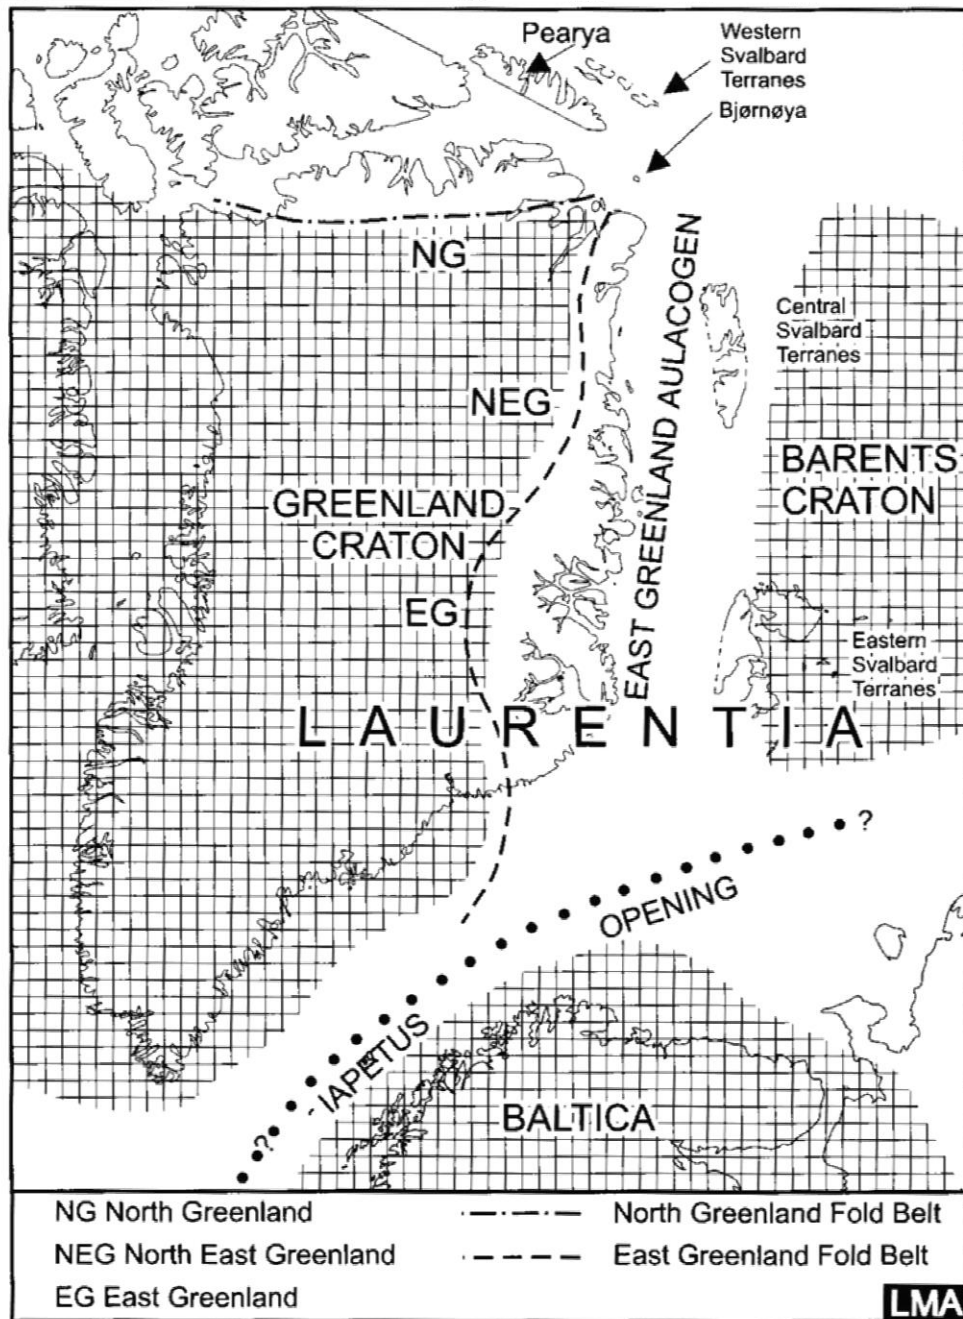 Pearya
Western
Svalbard
Terranes
Bjørnøya
NG
EAST GREENLAND AULACOGEN
Central
Svalbard
Terranes
NEG
BARENTS
CRATON
GREENLAND
CRATON
EG
Eastern
Svalbard
Terranes
LAURENTIA
?
OPENING
IAPETUS
?
BALTICA
NG North Greenland
North Greenland Fold Belt
NEG North East Greenland
East Greenland Fold Belt
EG East Greenland
LMA